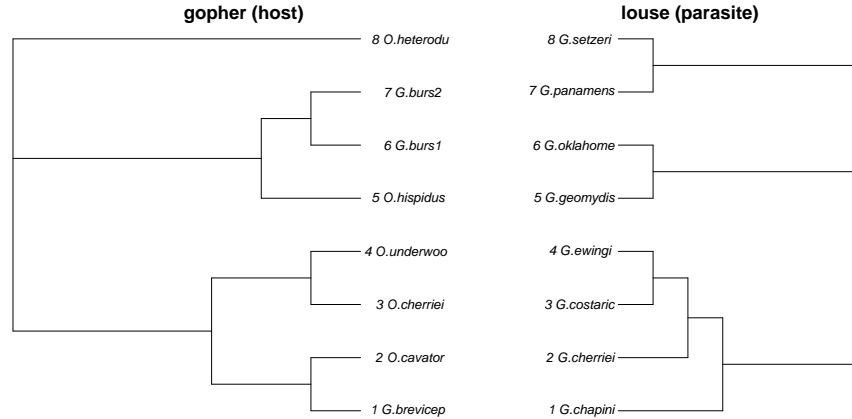 gopher (host)
8 O.heterodu
7 G.burs2
6 G.burs1
5 O.hispidus
4 O.underwoo
3 O.cherriei
2 O.cavator
1 G.brevicep
louse (parasite)
8 G.setzeri
7 G.panamens
6 G.oklahome
5 G.geomydis
4 G.ewingi
3 G.costaric
2 G.cherriei
1 G.chapini